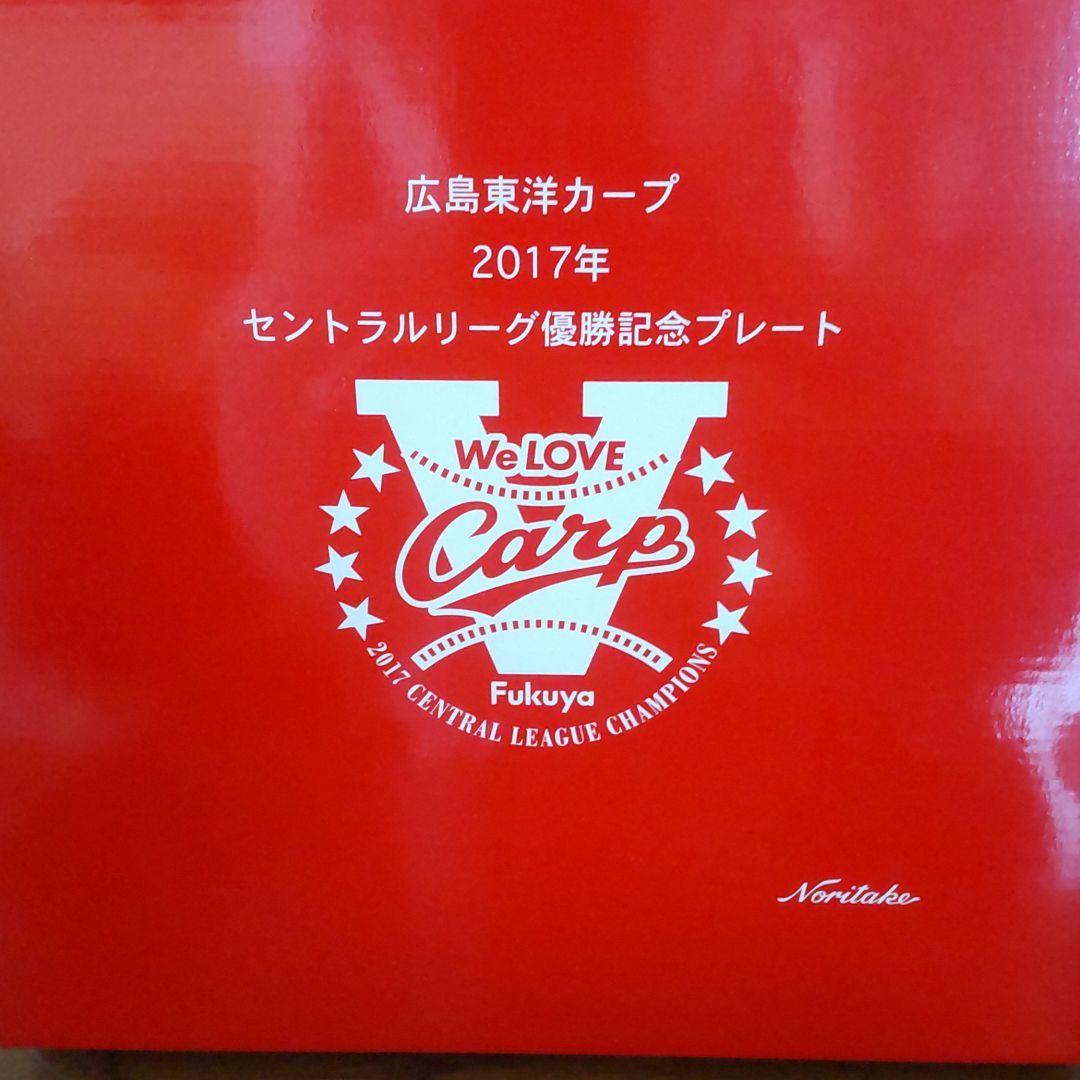 広島東洋カープ
2017年
セントラルリーグ優勝記念プレート
V
We LOVE
Carp
Fukuya
2017 CENTRAL LEAGUE CHAMPIONS
Noritake